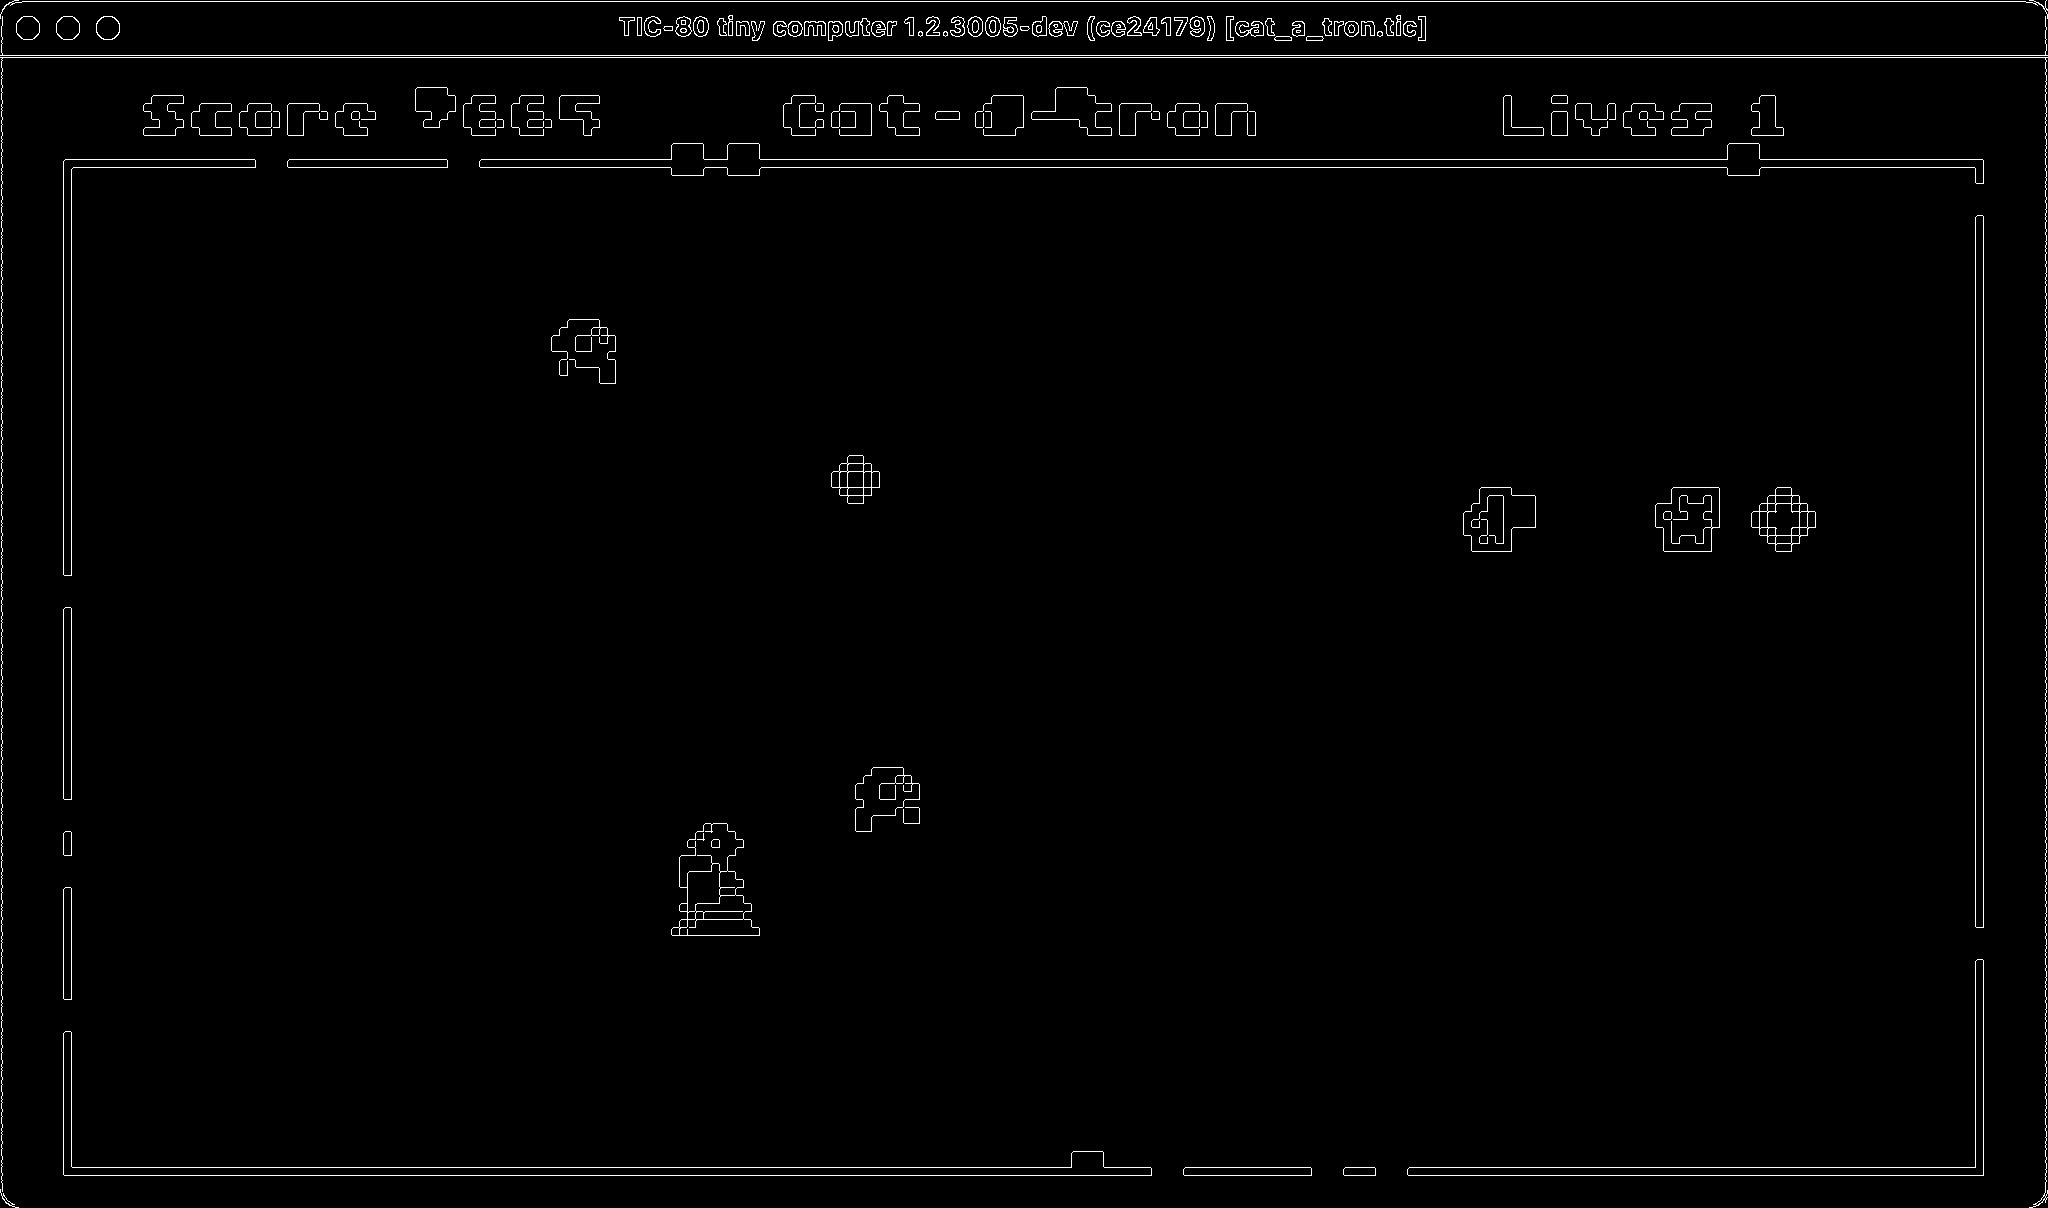 TIC-80 tiny computer 1.2.3005-dev (ce24179) [cat_a_tron.tic]
Score Cat-a-tron Lives 1